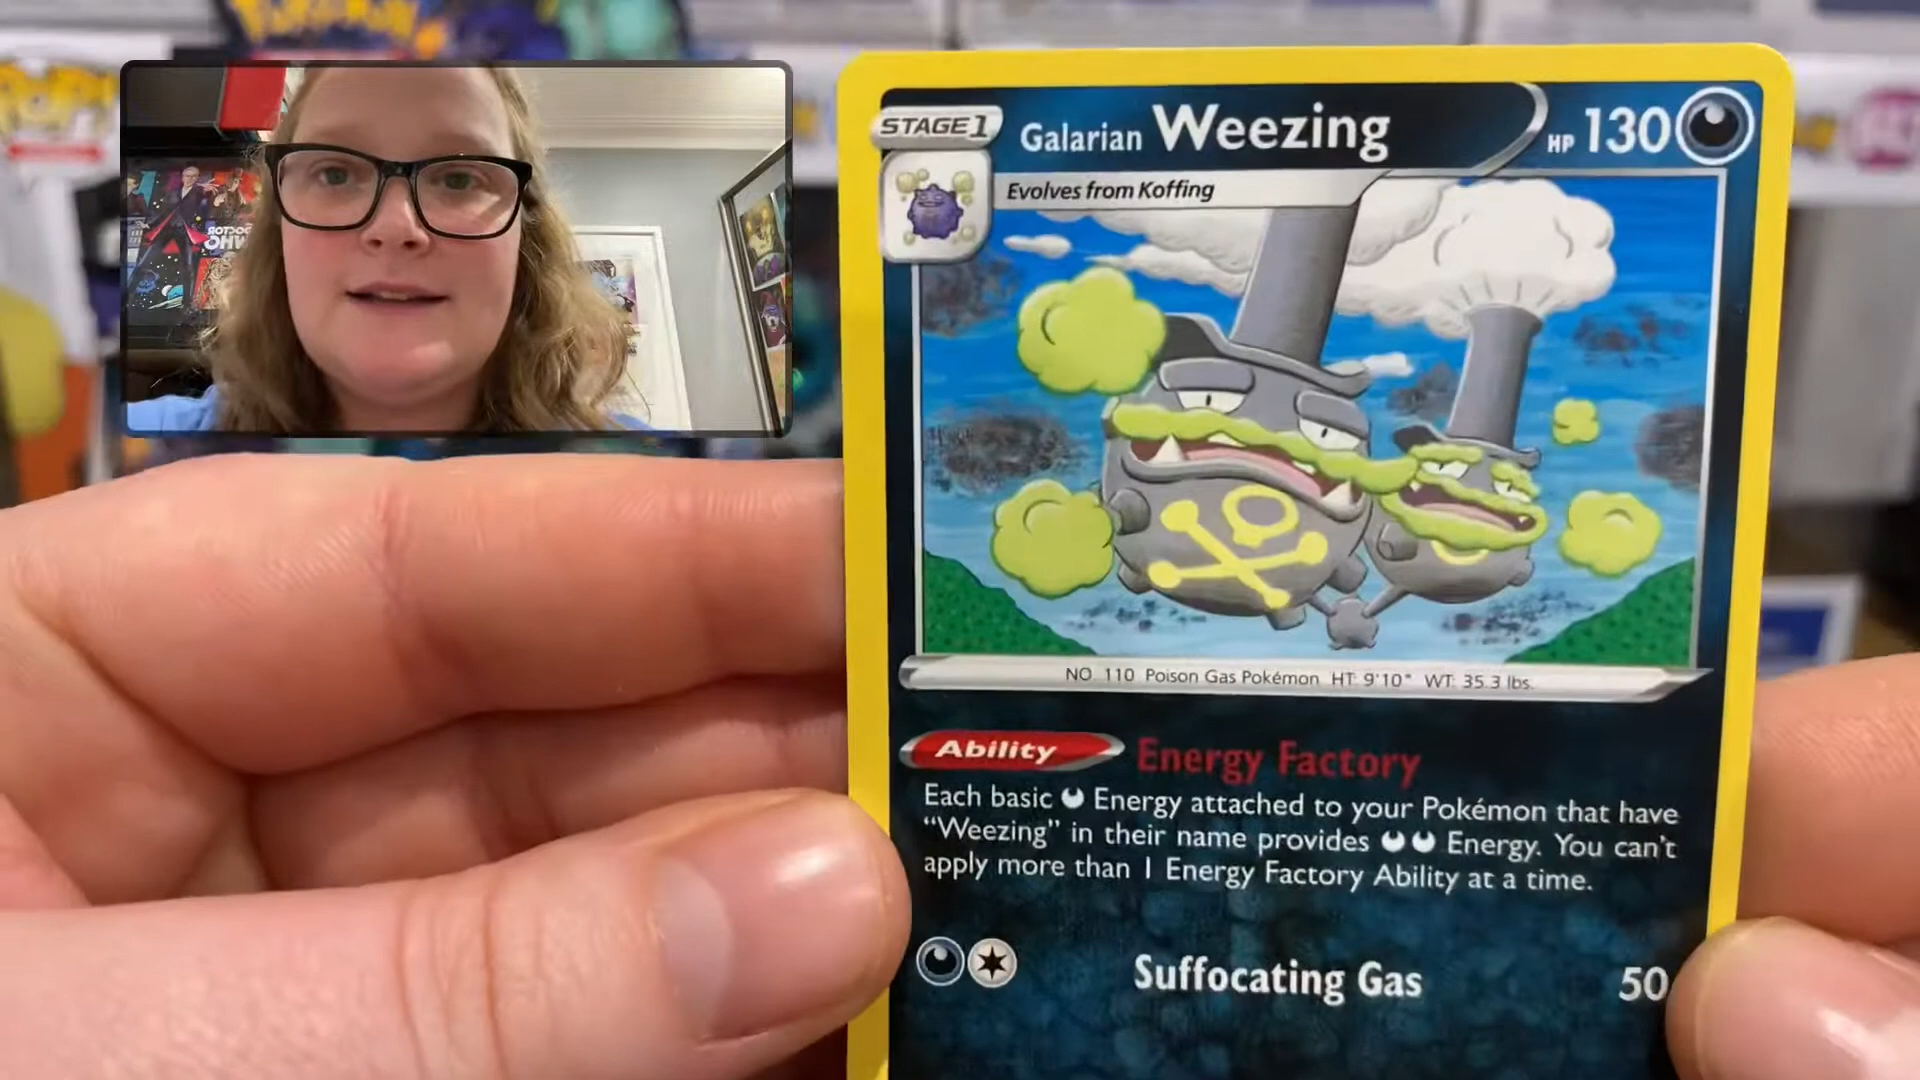 DOCTOR
WHO
STAGE 1
Galarian Weezing
HP 130
Evolves from Koffing
NO. 110 Poison Gas Pokémon HT: 9'10" WT: 35.3 lbs.
Ability Energy Factory
Each basic Energy attached to your Pokémon that have
“Weezing” in their name provides Energy. You can't
apply more than 1 Energy Factory Ability at a time.
Suffocating Gas 50